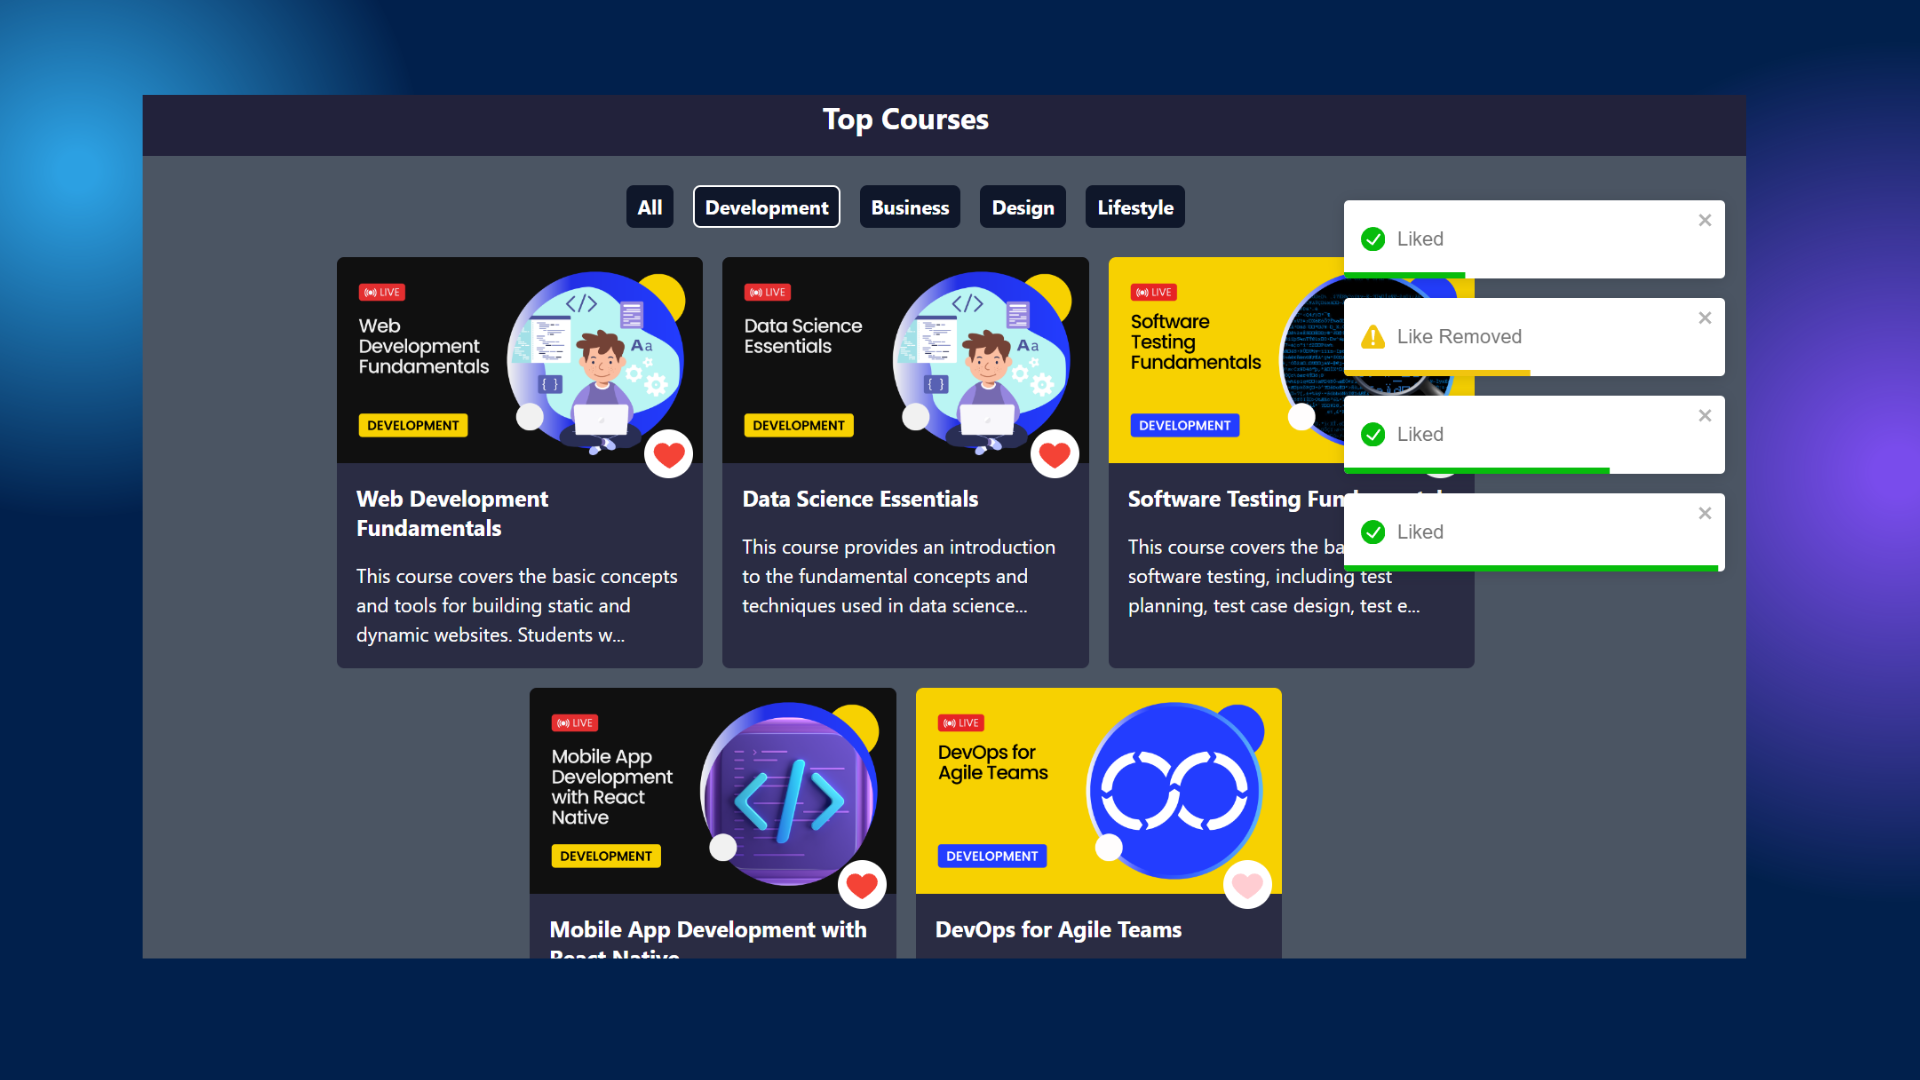 Top Courses
All
Development
Business
Design
Lifestyle
LIVE
Web
Development
Fundamentals
DEVELOPMENT
Web Development
Fundamentals
This course covers the basic concepts
and tools for building static and
dynamic websites. Students w...
LIVE
Data Science
Essentials
DEVELOPMENT
Data Science Essentials
This course provides an introduction
to the fundamental concepts and
techniques used in data science...
LIVE
Software
Testing
Fundamentals
DEVELOPMENT
Software Testing
This course covers the
software testing, including test
planning, test case design, test e...
Liked
Like Removed
Liked
Liked
LIVE
Mobile App
Development
with React
Native
DEVELOPMENT
Mobile App Development with
React Native
LIVE
DevOps for
Agile Teams
DEVELOPMENT
DevOps for Agile Teams